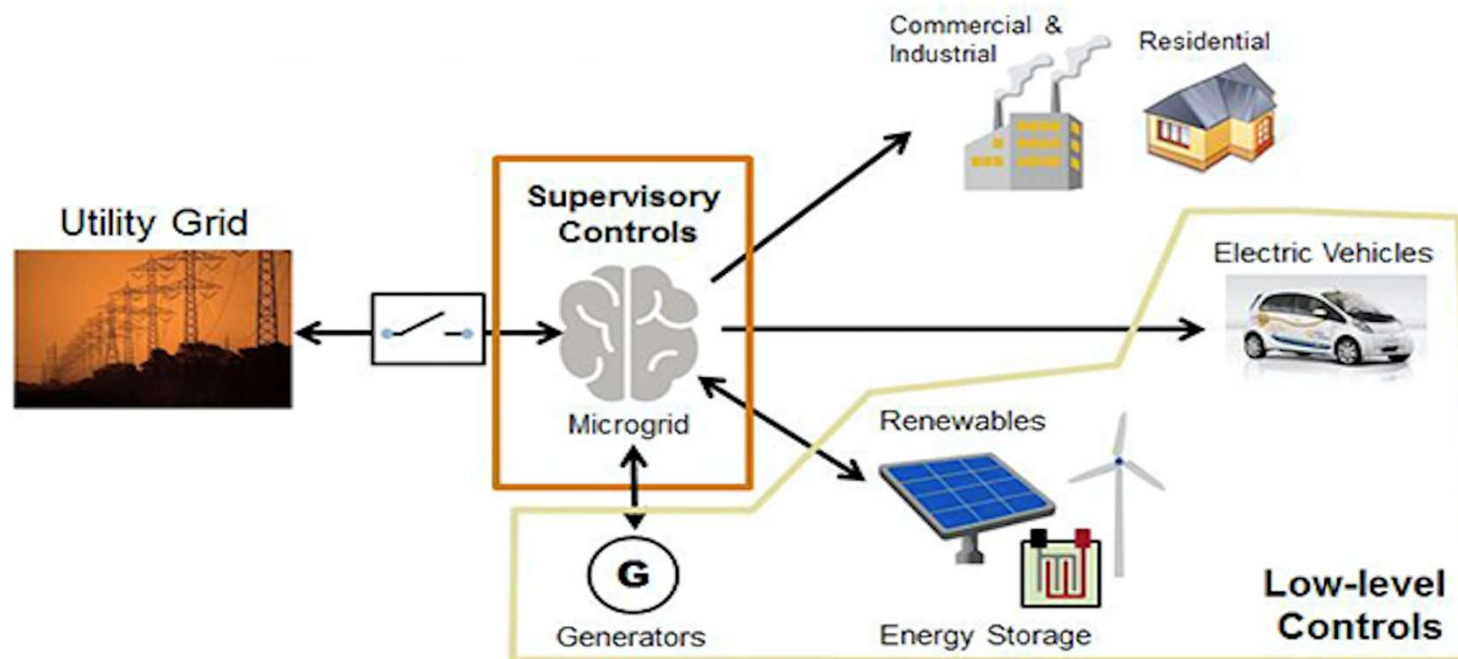 Commercial &
Industrial
Residential
Supervisory
Controls
Utility Grid
Electric Vehicles
Microgrid
Renewables
G
Generators
Energy Storage
Low-level
Controls